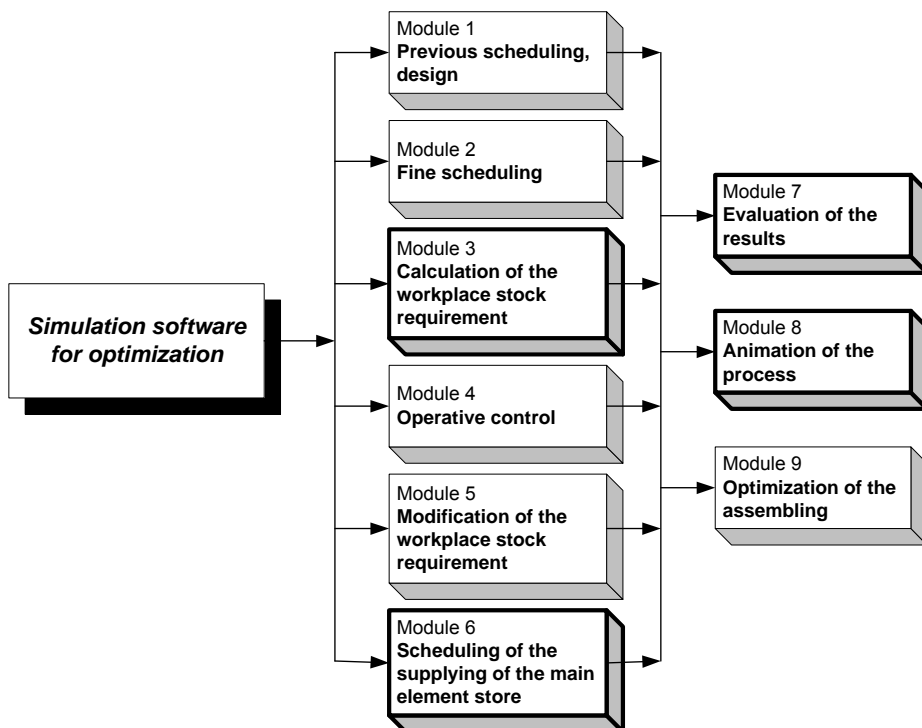 Simulation software
for optimization
Module 1
Previous scheduling,
design
Module 2
Fine scheduling
Module 3
Calculation of the
workplace stock
requirement
Module 4
Operative control
Module 5
Modification of the
workplace stock
requirement
Module 6
Scheduling of the
supplying of the main
element store
Module 7
Evaluation of the
results
Module 8
Animation of the
process
Module 9
Optimization of the
assembling